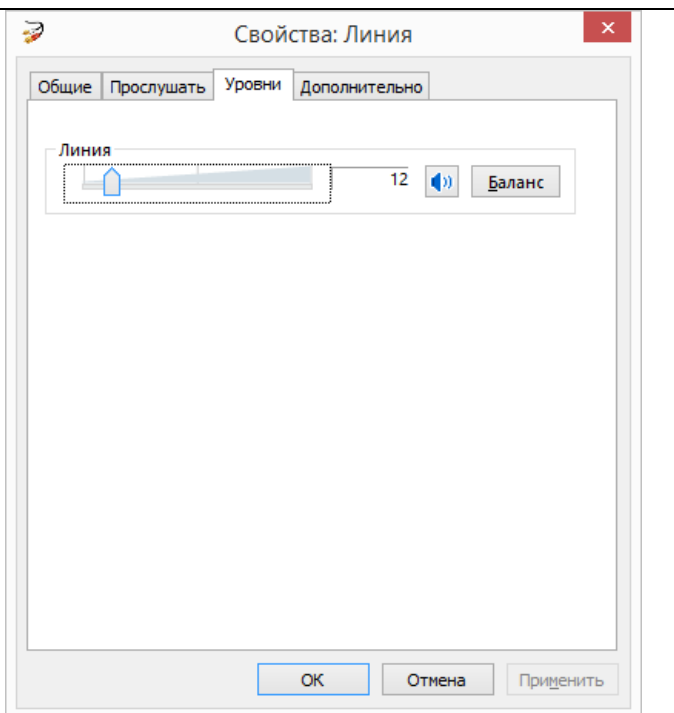 Свойства: Линия
Общие Прослушать Уровни Дополнительно
Линия
12 Баланс
ОК Отмена Применить